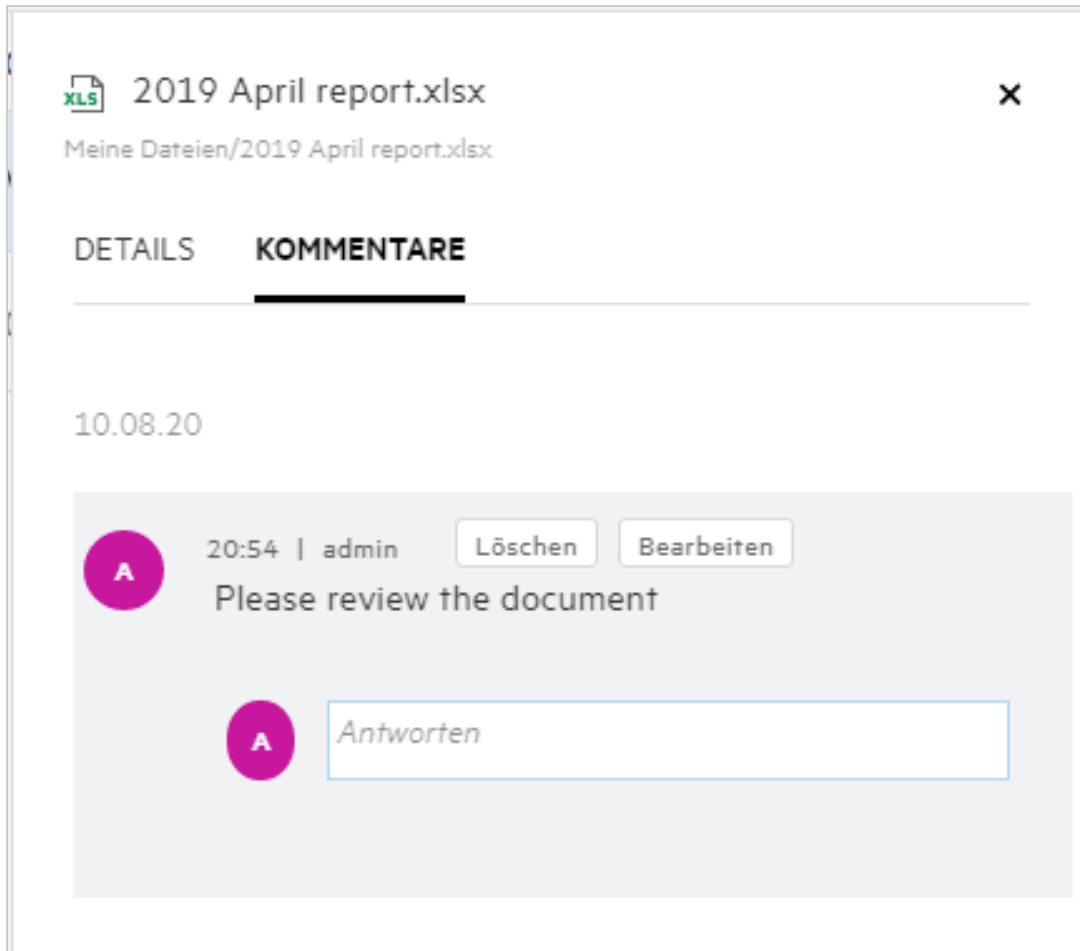 XLS 2019 April report.xlsx
Meine Dateien/2019 April report.xlsx
DETAILS KOMMENTARE
10.08.20
A 20:54 | admin Löschen Bearbeiten
Please review the document
A Antworten